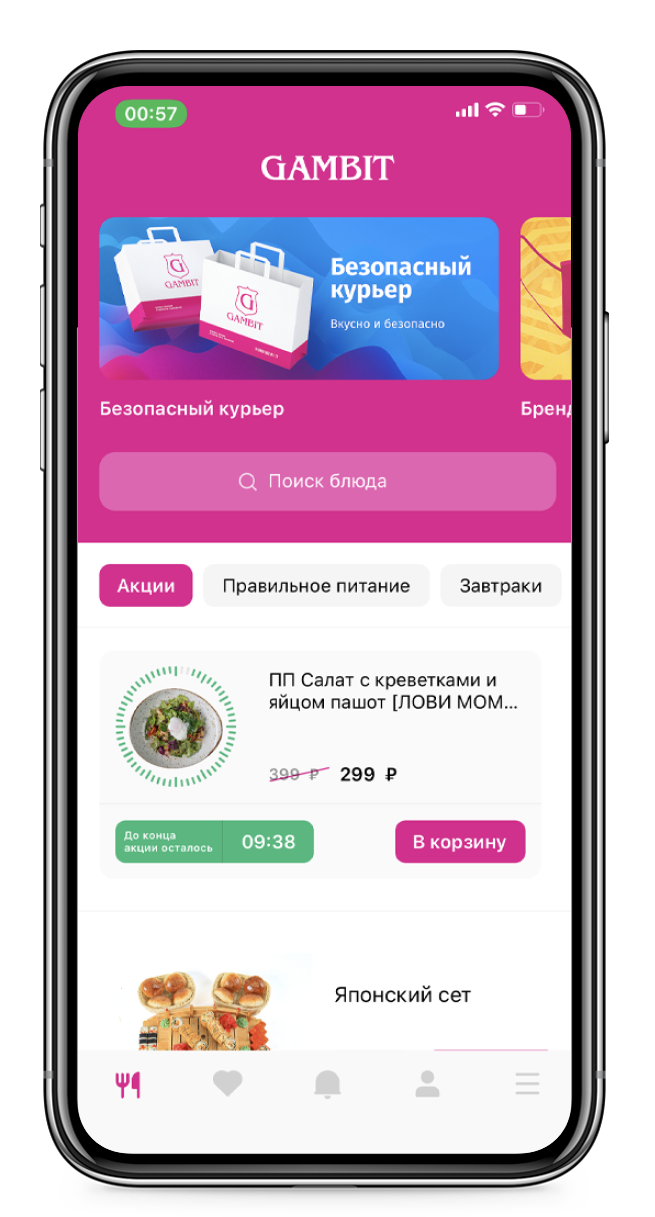 00:57
GAMBIT
G
GAMBIT
G
GAMBIT
Безопасный
курьер
Вкусно и безопасно
Безопасный курьер
Бренд
Поиск блюда
Акции
Правильное питание
Завтраки
ПП Салат с креветками и
яйцом пашот [ЛОВИ МОМ...
399 ₽
299 ₽
До конца
акции осталось
09:38
В корзину
Японский сет